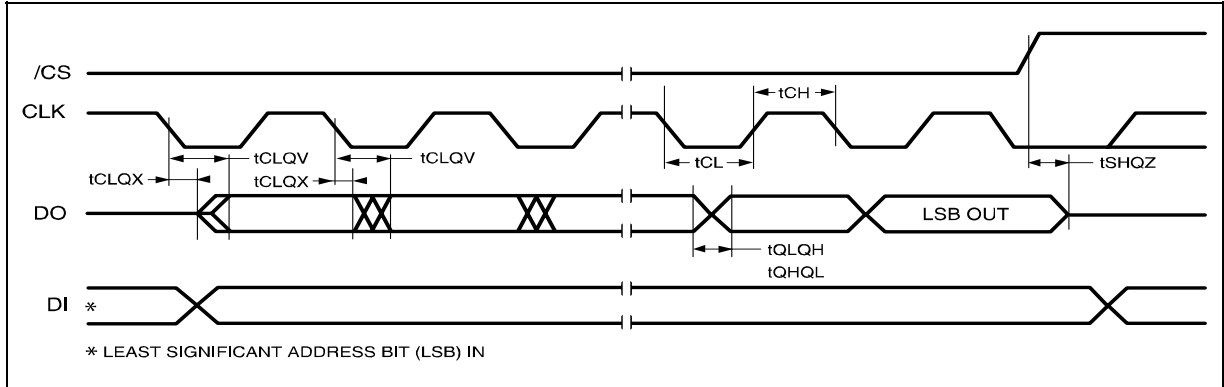 /CS
CLK
tCH
tCLQV
tCLQV
tCL
tSHQZ
tCLQX
tCLQX
DO
LSB OUT
tQLQH
tQHQL
DI *
* LEAST SIGNIFICANT ADDRESS BIT (LSB) IN